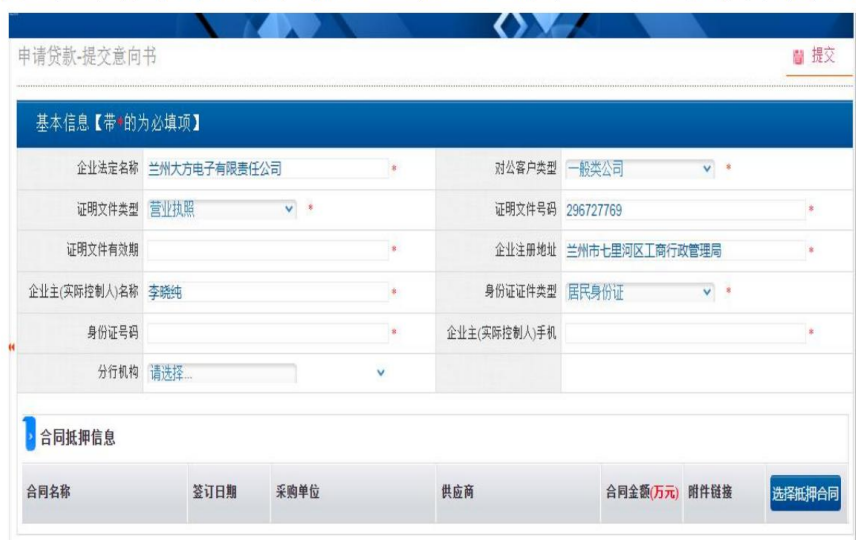 申请贷款-提交意向书 提交
基本信息【带*的为必填项】
企业法定名称 兰州大方电子有限责任公司 * 对公客户类型 一般类公司 *
证明文件类型 营业执照 * 证明文件号码 296727769 *
证明文件有效期 * 企业注册地址 兰州市七里河区工商行政管理局 *
企业主(实际控制人)名称 李晓纯 * 身份证证件类型 居民身份证 *
身份证号码 * 企业主(实际控制人)手机 *
分行机构 请选择...
合同抵押信息
合同名称 签订日期 采购单位 供应商 合同金额(万元) 附件链接 选择抵押合同